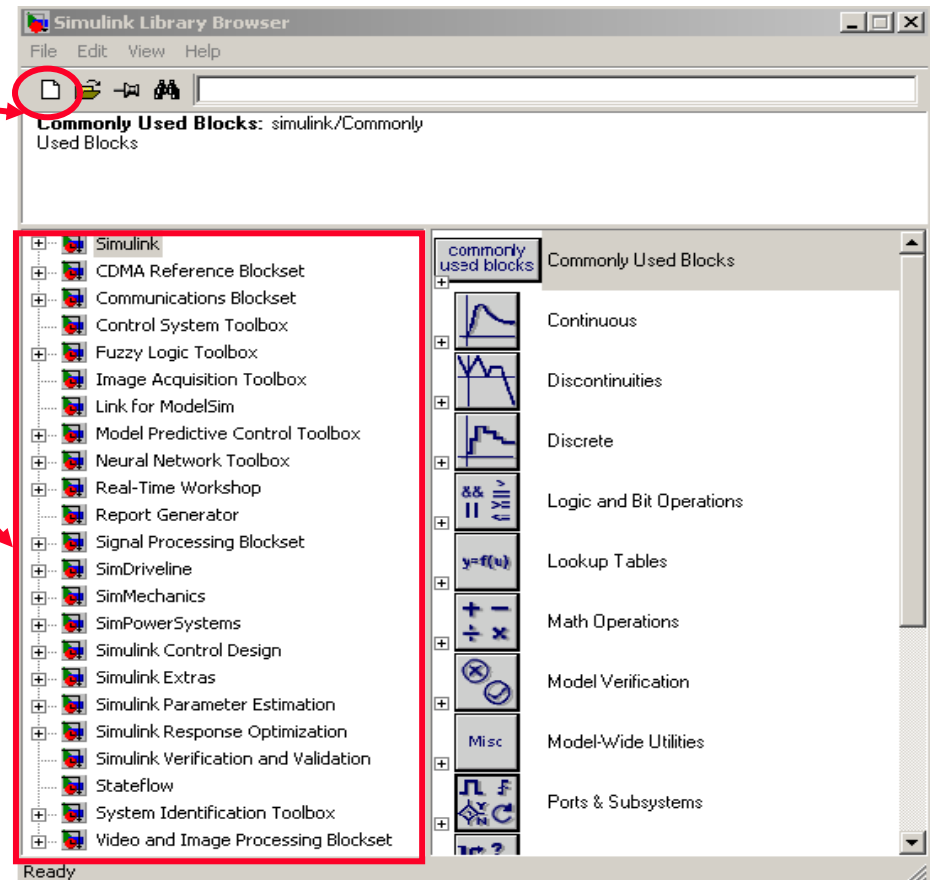 Simulink Library Browser
File Edit View Help
Commonly Used Blocks: simulink/Commonly
Used Blocks
Simulink
CDMA Reference Blockset
Communications Blockset
Control System Toolbox
Fuzzy Logic Toolbox
Image Acquisition Toolbox
Link for ModelSim
Model Predictive Control Toolbox
Neural Network Toolbox
Real-Time Workshop
Report Generator
Signal Processing Blockset
SimDriveline
SimMechanics
SimPowerSystems
Simulink Control Design
Simulink Extras
Simulink Parameter Estimation
Simulink Response Optimization
Simulink Verification and Validation
Stateflow
System Identification Toolbox
Video and Image Processing Blockset
commonly
used blocks
Commonly Used Blocks
Continuous
Discontinuities
Discrete
&& >
|| >=
<=
Logic and Bit Operations
y=f(u)
Lookup Tables
+ −
÷ ×
Math Operations
Model Verification
Misc
Model-Wide Utilities
Y
N
Ports & Subsystems
?
Ready